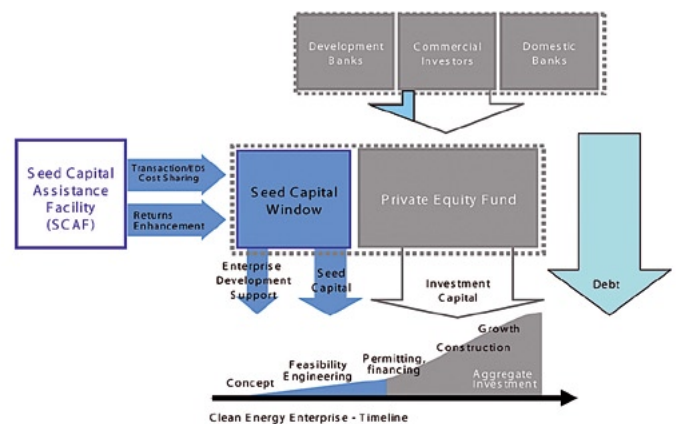 Development
Banks
Commercial
Investors
Domestic
Banks
Seed Capital
Assistance
Facility
(SCAF)
Transaction/EDS
Cost Sharing
Returns
Enhancement
Seed Capital
Window
Private Equity Fund
Enterprise
Development
Support
Seed
Capital
Investment
Capital
Debt
Growth
Construction
Permitting,
financing
Feasibility
Engineering
Concept
Aggregate
Investment
Clean Energy Enterprise - Timeline